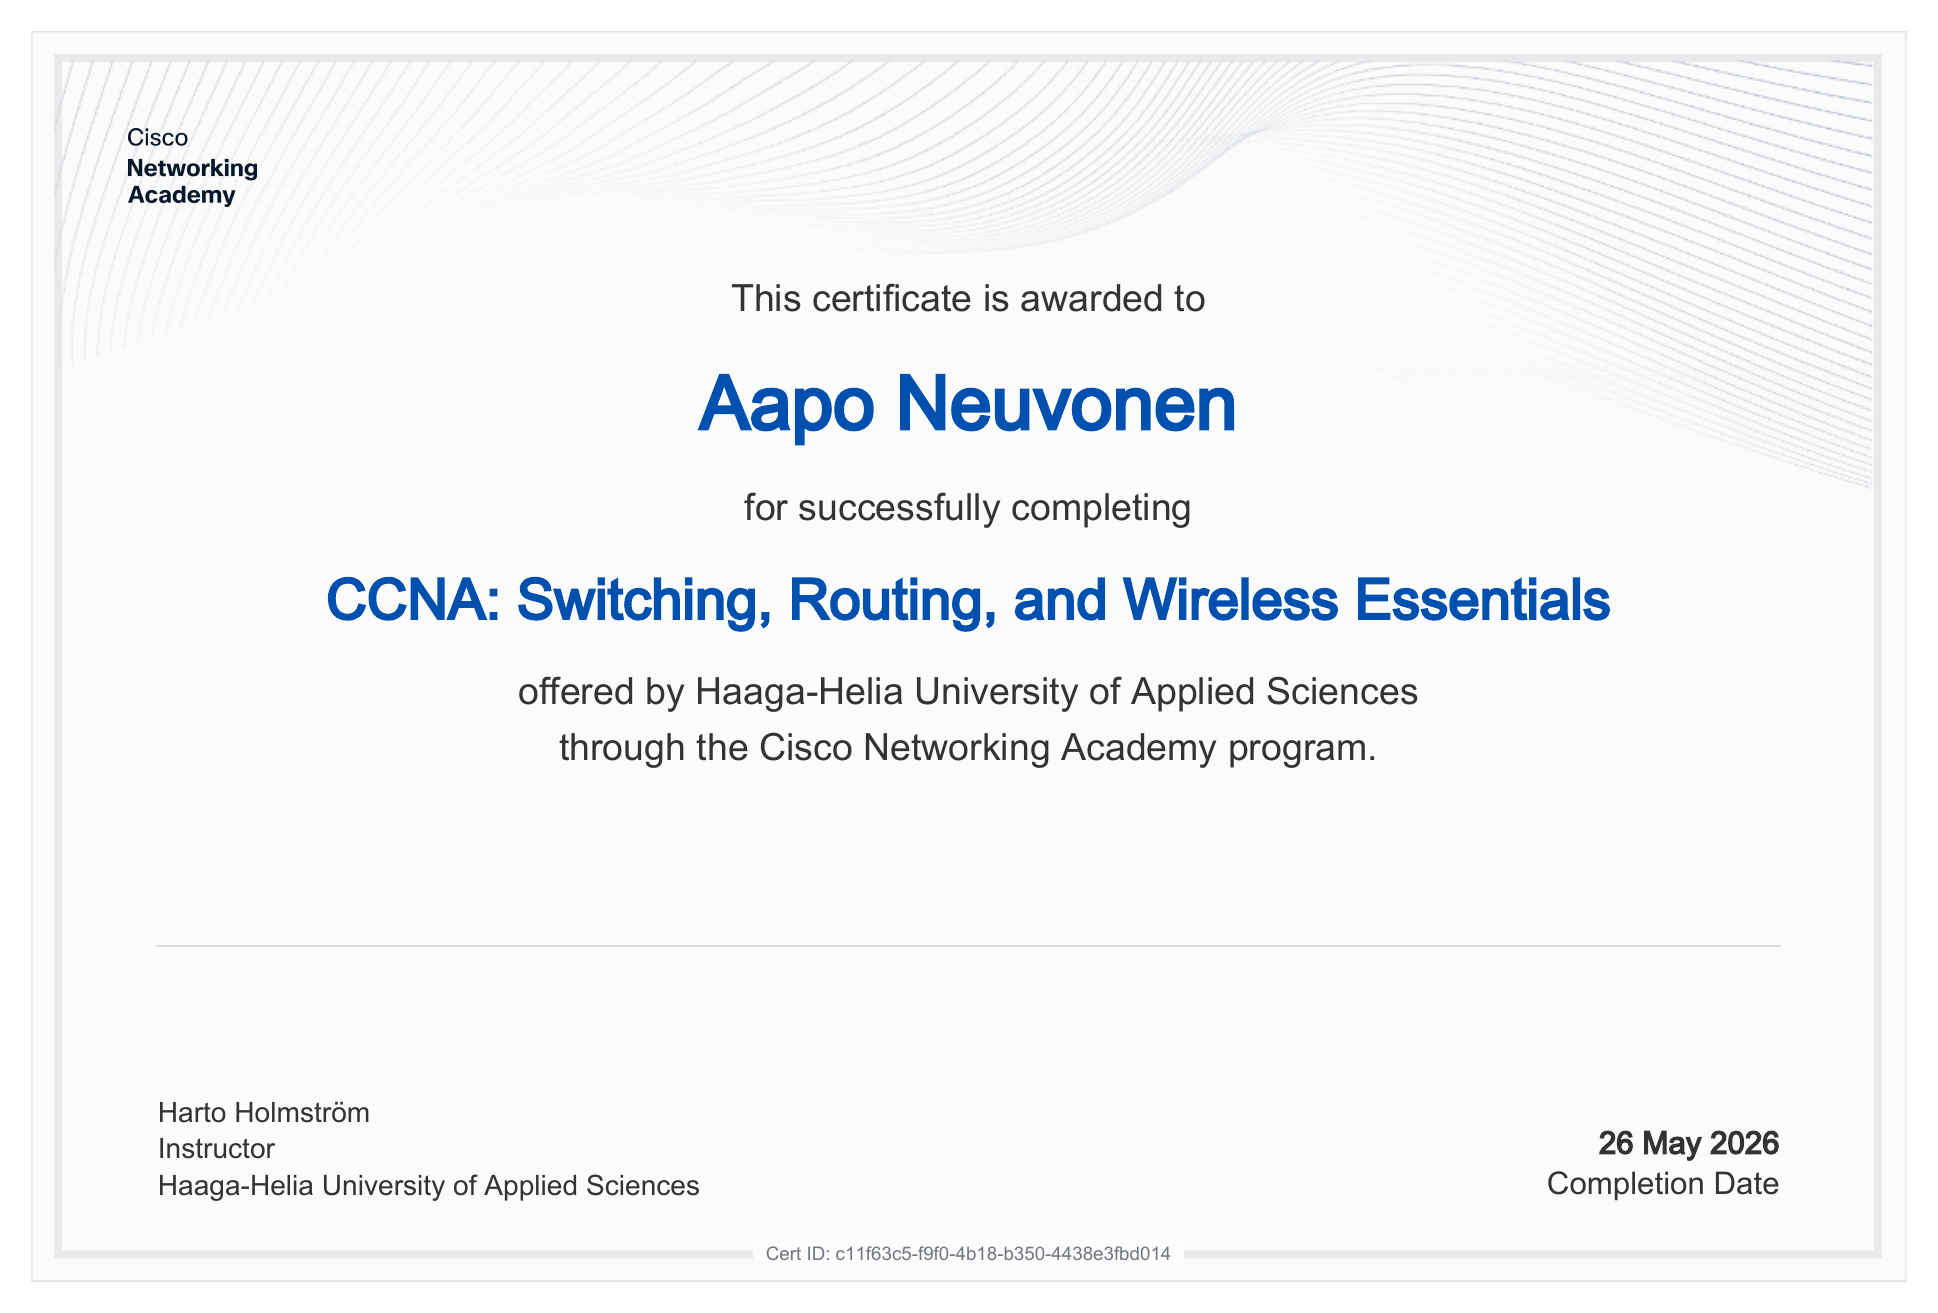 Cisco
Networking
Academy
This certificate is awarded to
Aapo Neuvonen
for successfully completing
CCNA: Switching, Routing, and Wireless Essentials
offered by Haaga-Helia University of Applied Sciences
through the Cisco Networking Academy program.
Harto Holmström
Instructor
Haaga-Helia University of Applied Sciences
26 May 2026
Completion Date
Cert ID: c11f63c5-f9f0-4b18-b350-4438e3fbd014